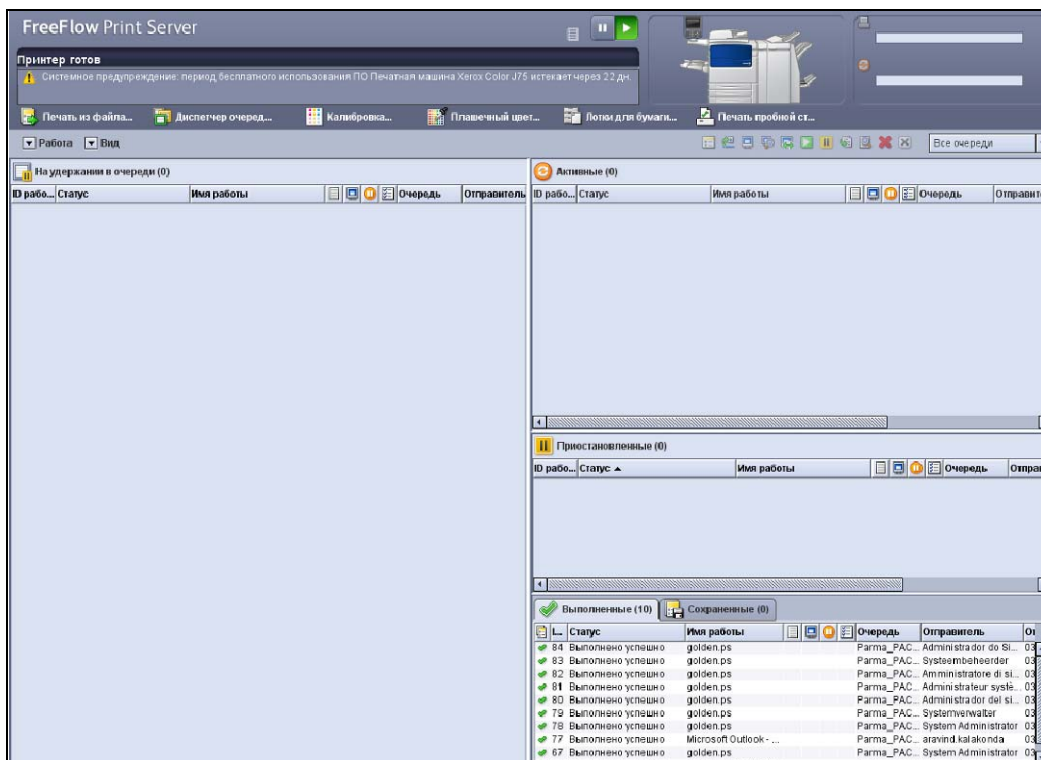 FreeFlow Print Server
Принтер готов
Системное предупреждение: период бесплатного использования ПО Печатная машина Xerox Color J75 истекает через 22 дн.
Печать из файла... Диспетчер очеред... Калибровка... Плашечный цвет... Лотки для бумаги... Печать пробной ст...
Работа Вид Все очереди
На удержании в очереди (0)
ID рабо... Статус Имя работы Очередь Отправитель
Активные (0)
ID рабо... Статус Имя работы Очередь Отправит
Приостановленные (0)
ID рабо... Статус Имя работы Очередь Отпра
Выполненные (10) Сохраненные (0)
L... Статус Имя работы Очередь Отправитель
84 Выполнено успешно golden.ps Parma_PAC... Administrador do Si... 03
83 Выполнено успешно golden.ps Parma_PAC... Systeembeheerder 03
82 Выполнено успешно golden.ps Parma_PAC... Amministratore di si... 03
81 Выполнено успешно golden.ps Parma_PAC... Administrateur systè... 03
80 Выполнено успешно golden.ps Parma_PAC... Administrador del si... 03
79 Выполнено успешно golden.ps Parma_PAC... Systemverwalter 03
78 Выполнено успешно golden.ps Parma_PAC... System Administrator 03
77 Выполнено успешно Microsoft Outlook - ... Parma_PAC... aravind.kalakonda 03
67 Выполнено успешно golden.ps Parma_PAC... System Administrator 03